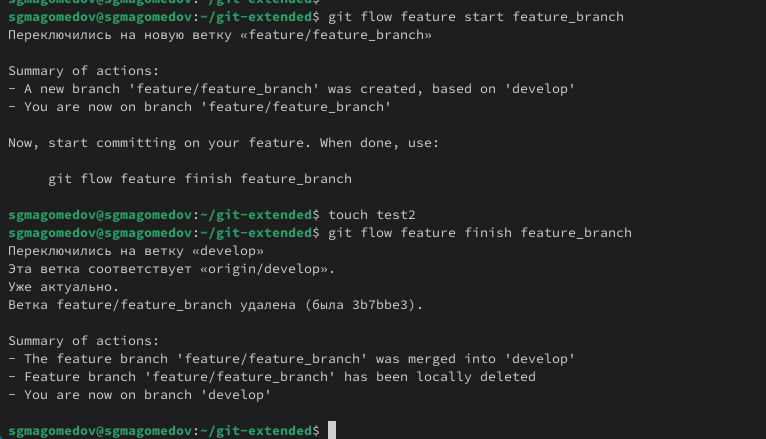 sgmagomedov@sgmagomedov:~/git-extended$
sgmagomedov@sgmagomedov:~/git-extended$ git flow feature start feature_branch
Переключились на новую ветку «feature/feature_branch»
Summary of actions:
- A new branch 'feature/feature_branch' was created, based on 'develop'
- You are now on branch 'feature/feature_branch'
Now, start committing on your feature. When done, use:
git flow feature finish feature_branch
sgmagomedov@sgmagomedov:~/git-extended$ touch test2
sgmagomedov@sgmagomedov:~/git-extended$ git flow feature finish feature_branch
Переключились на ветку «develop»
Эта ветка соответствует «origin/develop».
Уже актуально.
Ветка feature/feature_branch удалена (была 3b7bbe3).
Summary of actions:
- The feature branch 'feature/feature_branch' was merged into 'develop'
- Feature branch 'feature/feature_branch' has been locally deleted
- You are now on branch 'develop'
sgmagomedov@sgmagomedov:~/git-extended$